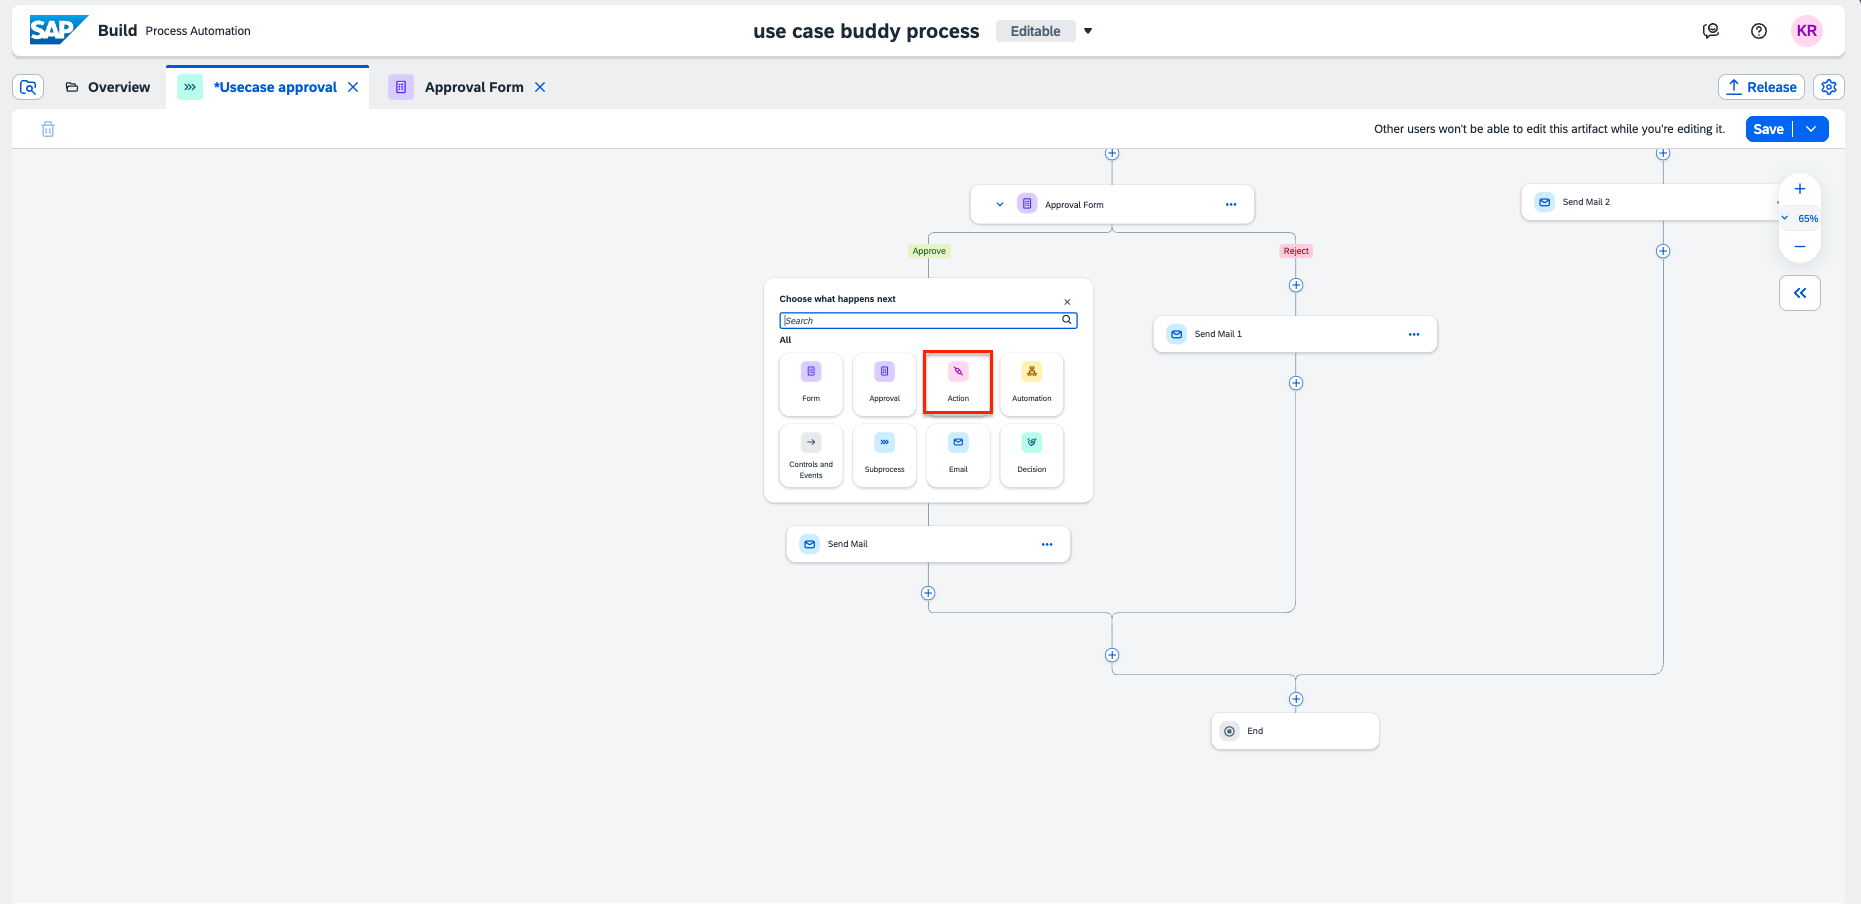 SAP Build Process Automation
use case buddy process
Editable
KR
Overview
*Usecase approval
Approval Form
Release
Other users won't be able to edit this artifact while you're editing it.
Save
Approval Form
Send Mail 2
65%
Approve
Reject
Choose what happens next
Search
All
Form
Approval
Action
Automation
Controls and
Events
Subprocess
Email
Decision
Send Mail 1
Send Mail
End